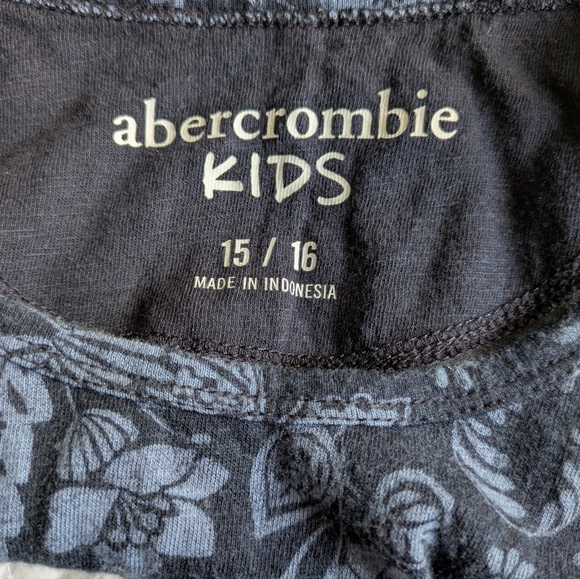 abercrombie
KIDS
15 / 16
MADE IN INDONESIA